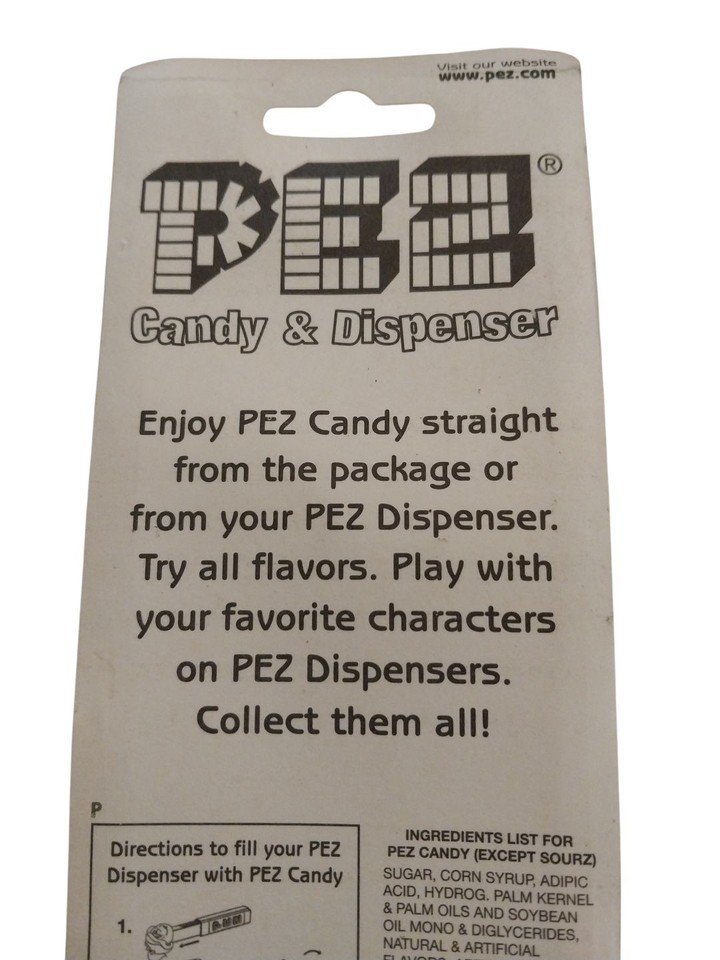 Visit our website
www.pez.com
PEZ®
Candy & Dispenser
Enjoy PEZ Candy straight
from the package or
from your PEZ Dispenser.
Try all flavors. Play with
your favorite characters
on PEZ Dispensers.
Collect them all!
P
Directions to fill your PEZ
Dispenser with PEZ Candy
1.
PEZ
INGREDIENTS LIST FOR
PEZ CANDY (EXCEPT SOURZ)
SUGAR, CORN SYRUP, ADIPIC
ACID, HYDROG. PALM KERNEL
& PALM OILS AND SOYBEAN
OIL MONO & DIGLYCERIDES,
NATURAL & ARTIFICIAL